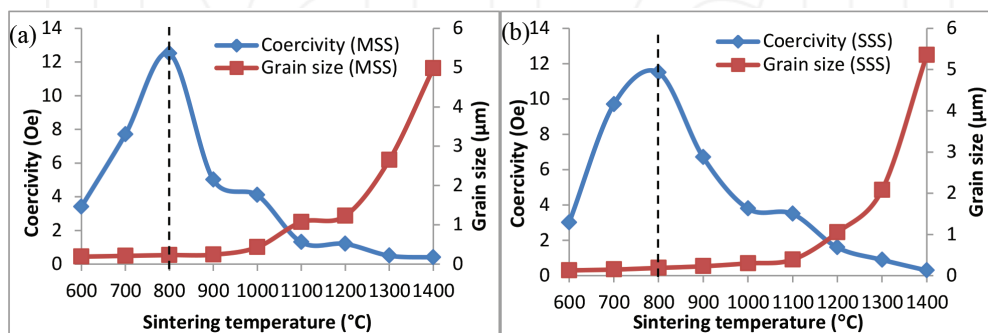 (a)
Coercivity (MSS)
Grain size (MSS)
14
12
10
8
6
4
2
0
Coercivity (Oe)
6
5
4
3
2
1
0
Grain size (µm)
600 700 800 900 1000 1100 1200 1300 1400
Sintering temperature (°C)
(b)
Coercivity (SSS)
Grain size (SSS)
14
12
10
8
6
4
2
0
Coercivity (Oe)
6
5
4
3
2
1
0
Grain size (µm)
600 700 800 900 1000 1100 1200 1300 1400
Sintering temperature (°C)